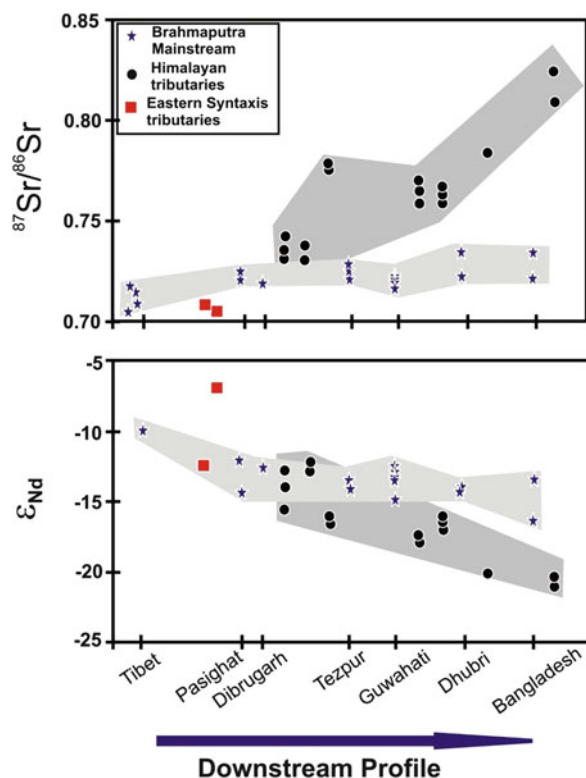 0.85
Brahmaputra
Mainstream
Himalayan
tributaries
Eastern Syntaxis
tributaries
0.80
87Sr/86Sr
0.75
0.70
-5
-10
εNd
-15
-20
-25
Tibet
Pasighat
Dibrugarh
Tezpur
Guwahati
Dhubri
Bangladesh
Downstream Profile